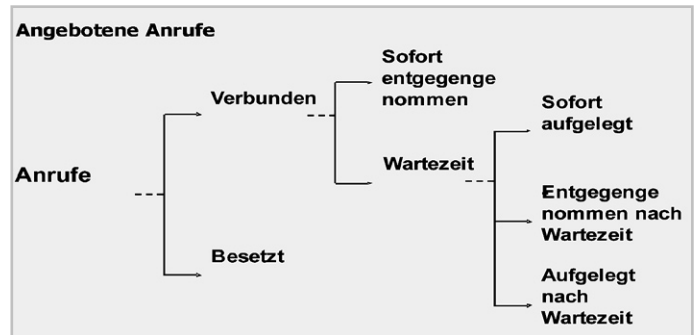 Angebotene Anrufe
Anrufe
Verbunden
Besetzt
Sofort
entgegenge
nommen
Wartezeit
Sofort
aufgelegt
Entgegenge
nommen nach
Wartezeit
Aufgelegt
nach
Wartezeit